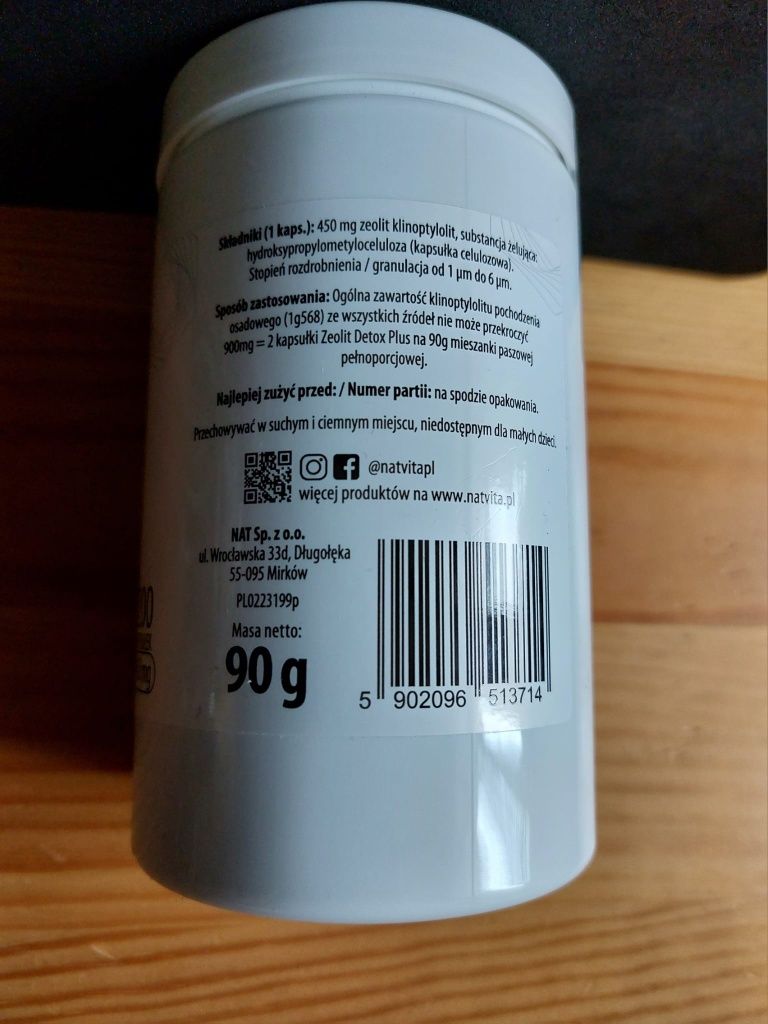 Składniki (1 kaps.): 450 mg zeolit klinoptylolit, substancja żelująca:
hydroksypropylometyloceluloza (kapsułka celulozowa).
Stopień rozdrobnienia / granulacja od 1 µm do 6 µm.
Sposób zastosowania: Ogólna zawartość klinoptylolitu pochodzenia
osadowego (1g568) ze wszystkich źródeł nie może przekroczyć
900mg = 2 kapsułki Zeolit Detox Plus na 90g mieszanki paszowej
pełnoporcjowej.
Najlepiej zużyć przed: / Numer partii: na spodzie opakowania.
Przechowywać w suchym i ciemnym miejscu, niedostępnym dla małych dzieci.
@natvitapl
więcej produktów na www.natvita.pl
NAT Sp. z o.o.
ul. Wrocławska 33d, Długołęka
55-095 Mirków
PL0223199p
Masa netto:
90 g
5 902096 513714